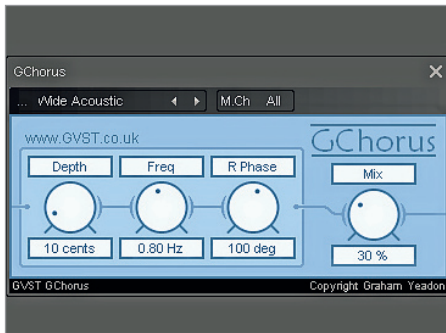 GChorus
... Wide Acoustic M.Ch All
www.GVST.co.uk GChorus
Depth Freq R Phase Mix
10 cents 0.80 Hz 100 deg 30 %
GVST GChorus Copyright Graham Yeadon